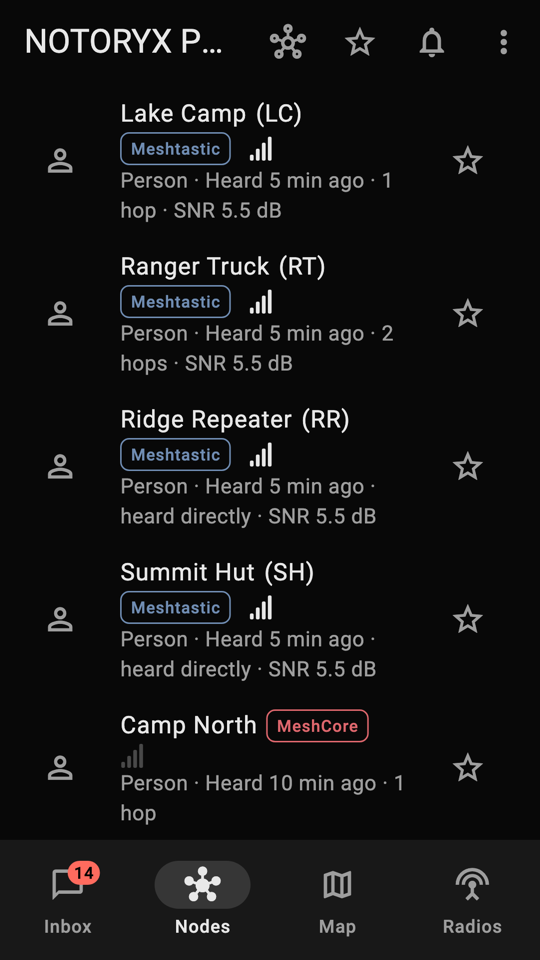 NOTORYX P...
Lake Camp (LC)
Meshtastic
Person · Heard 5 min ago · 1
hop · SNR 5.5 dB
Ranger Truck (RT)
Meshtastic
Person · Heard 5 min ago · 2
hops · SNR 5.5 dB
Ridge Repeater (RR)
Meshtastic
Person · Heard 5 min ago ·
heard directly · SNR 5.5 dB
Summit Hut (SH)
Meshtastic
Person · Heard 5 min ago ·
heard directly · SNR 5.5 dB
Camp North MeshCore
Person · Heard 10 min ago · 1
hop
14
Inbox Nodes Map Radios